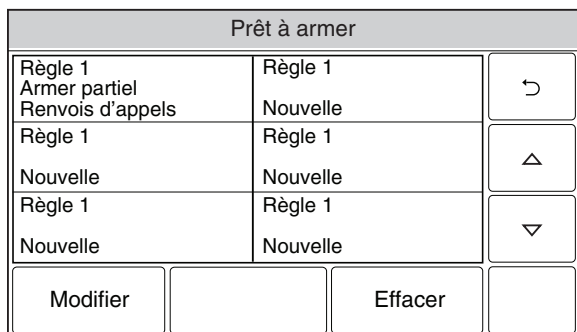 Prêt à armer
Règle 1
Armer partiel
Renvois d'appels
Règle 1
Nouvelle
Règle 1
Nouvelle
Règle 1
Nouvelle
Règle 1
Nouvelle
Règle 1
Nouvelle
Modifier
Effacer